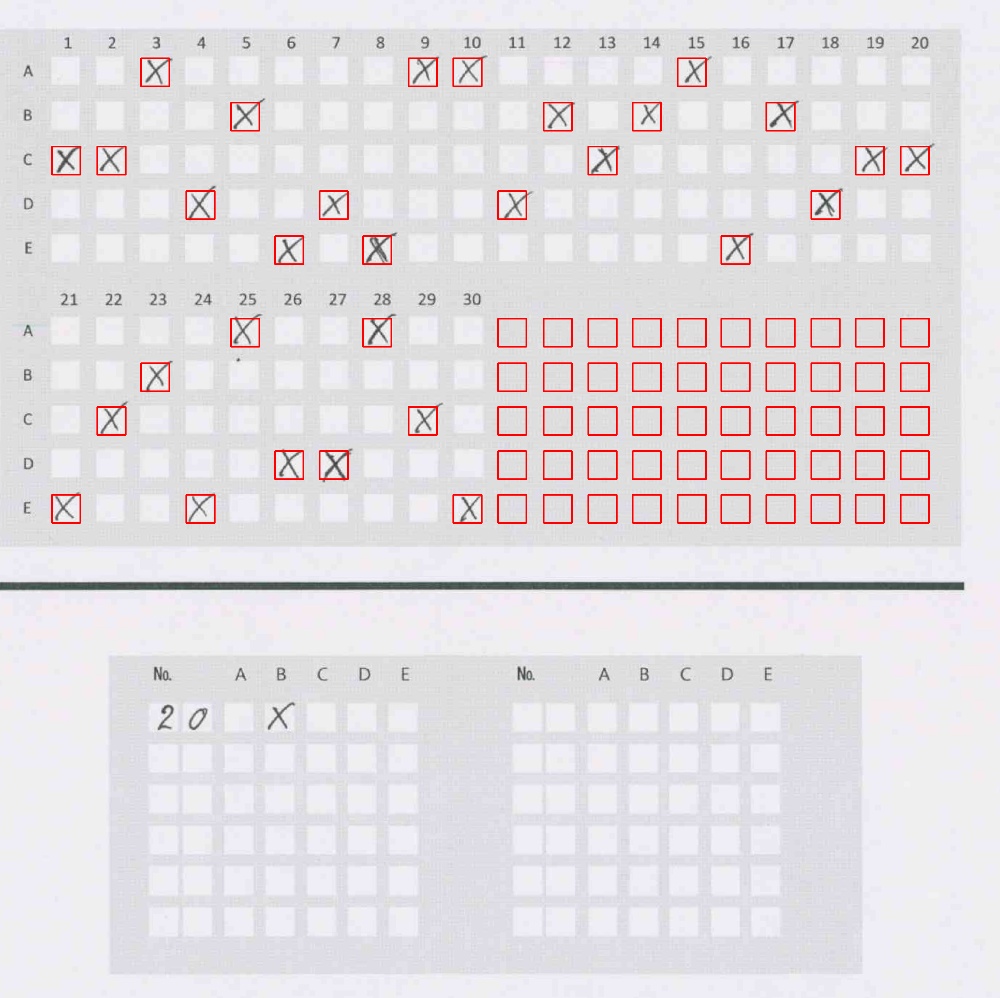 1 2 3 4 5 6 7 8 9 10 11 12 13 14 15 16 17 18 19 20
A X X X X
B X X X X
C X X X X X
D X X X X
E X X X
21 22 23 24 25 26 27 28 29 30
A X X
B X
C X X
D X X
E X X X
No. A B C D E No. A B C D E
20 X